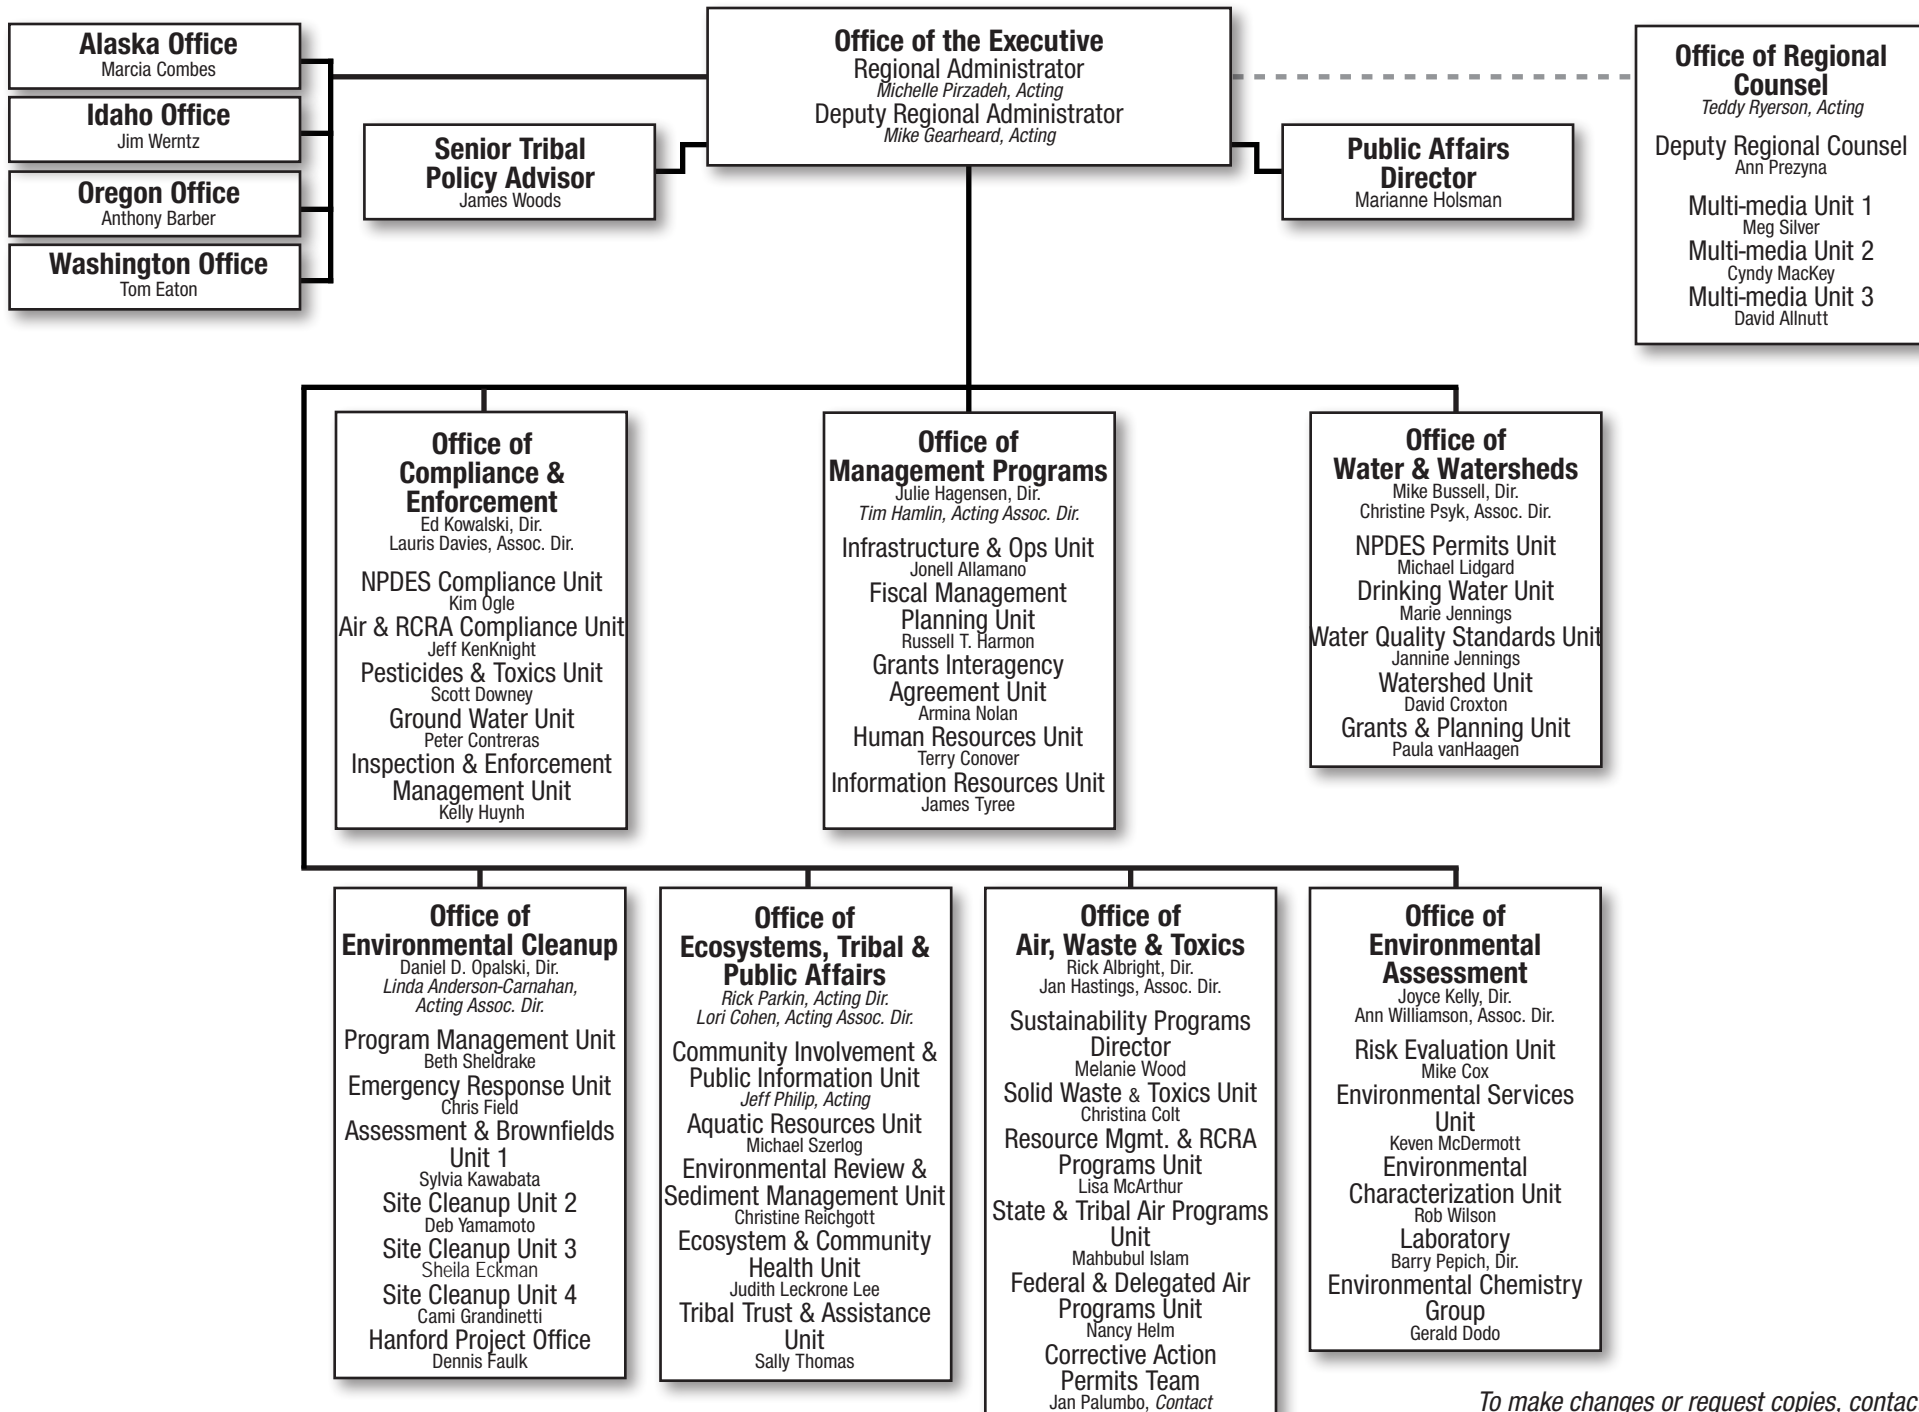 Alaska Office
Marcia Combes
Idaho Office
Jim Werntz
Oregon Office
Anthony Barber
Washington Office
Tom Eaton
Office of the Executive
Regional Administrator
Michelle Pirzadeh, Acting
Deputy Regional Administrator
Mike Gearheard, Acting
Senior Tribal
Policy Advisor
James Woods
Public Affairs
Director
Marianne Holsman
Office of Regional
Counsel
Teddy Ryerson, Acting
Deputy Regional Counsel
Ann Prezyna
Multi-media Unit 1
Meg Silver
Multi-media Unit 2
Cyndy MacKey
Multi-media Unit 3
David Allnutt
Office of
Compliance &
Enforcement
Ed Kowalski, Dir.
Lauris Davies, Assoc. Dir.
NPDES Compliance Unit
Kim Ogle
Air & RCRA Compliance Unit
Jeff KenKnight
Pesticides & Toxics Unit
Scott Downey
Ground Water Unit
Peter Contreras
Inspection & Enforcement
Management Unit
Kelly Huynh
Office of
Management Programs
Julie Hagensen, Dir.
Tim Hamlin, Acting Assoc. Dir.
Infrastructure & Ops Unit
Jonell Allamano
Fiscal Management
Planning Unit
Russell T. Harmon
Grants Interagency
Agreement Unit
Armina Nolan
Human Resources Unit
Terry Conover
Information Resources Unit
James Tyree
Office of
Water & Watersheds
Mike Bussell, Dir.
Christine Psyk, Assoc. Dir.
NPDES Permits Unit
Michael Lidgard
Drinking Water Unit
Marie Jennings
Water Quality Standards Unit
Jannine Jennings
Watershed Unit
David Croxton
Grants & Planning Unit
Paula vanHaagen
Office of
Environmental Cleanup
Daniel D. Opalski, Dir.
Linda Anderson-Carnahan,
Acting Assoc. Dir.
Program Management Unit
Beth Sheldrake
Emergency Response Unit
Chris Field
Assessment & Brownfields
Unit 1
Sylvia Kawabata
Site Cleanup Unit 2
Deb Yamamoto
Site Cleanup Unit 3
Sheila Eckman
Site Cleanup Unit 4
Cami Grandinetti
Hanford Project Office
Dennis Faulk
Office of
Ecosystems, Tribal &
Public Affairs
Rick Parkin, Acting Dir.
Lori Cohen, Acting Assoc. Dir.
Community Involvement &
Public Information Unit
Jeff Philip, Acting
Aquatic Resources Unit
Michael Szerlog
Environmental Review &
Sediment Management Unit
Christine Reichgott
Ecosystem & Community
Health Unit
Judith Leckrone Lee
Tribal Trust & Assistance
Unit
Sally Thomas
Office of
Air, Waste & Toxics
Rick Albright, Dir.
Jan Hastings, Assoc. Dir.
Sustainability Programs
Director
Melanie Wood
Solid Waste & Toxics Unit
Christina Colt
Resource Mgmt. & RCRA
Programs Unit
Lisa McArthur
State & Tribal Air Programs
Unit
Mahbubul Islam
Federal & Delegated Air
Programs Unit
Nancy Helm
Corrective Action
Permits Team
Jan Palumbo, Contact
Office of
Environmental
Assessment
Joyce Kelly, Dir.
Ann Williamson, Assoc. Dir.
Risk Evaluation Unit
Mike Cox
Environmental Services
Unit
Keven McDermott
Environmental
Characterization Unit
Rob Wilson
Laboratory
Barry Pepich, Dir.
Environmental Chemistry
Group
Gerald Dodo
To make changes or request copies, contac